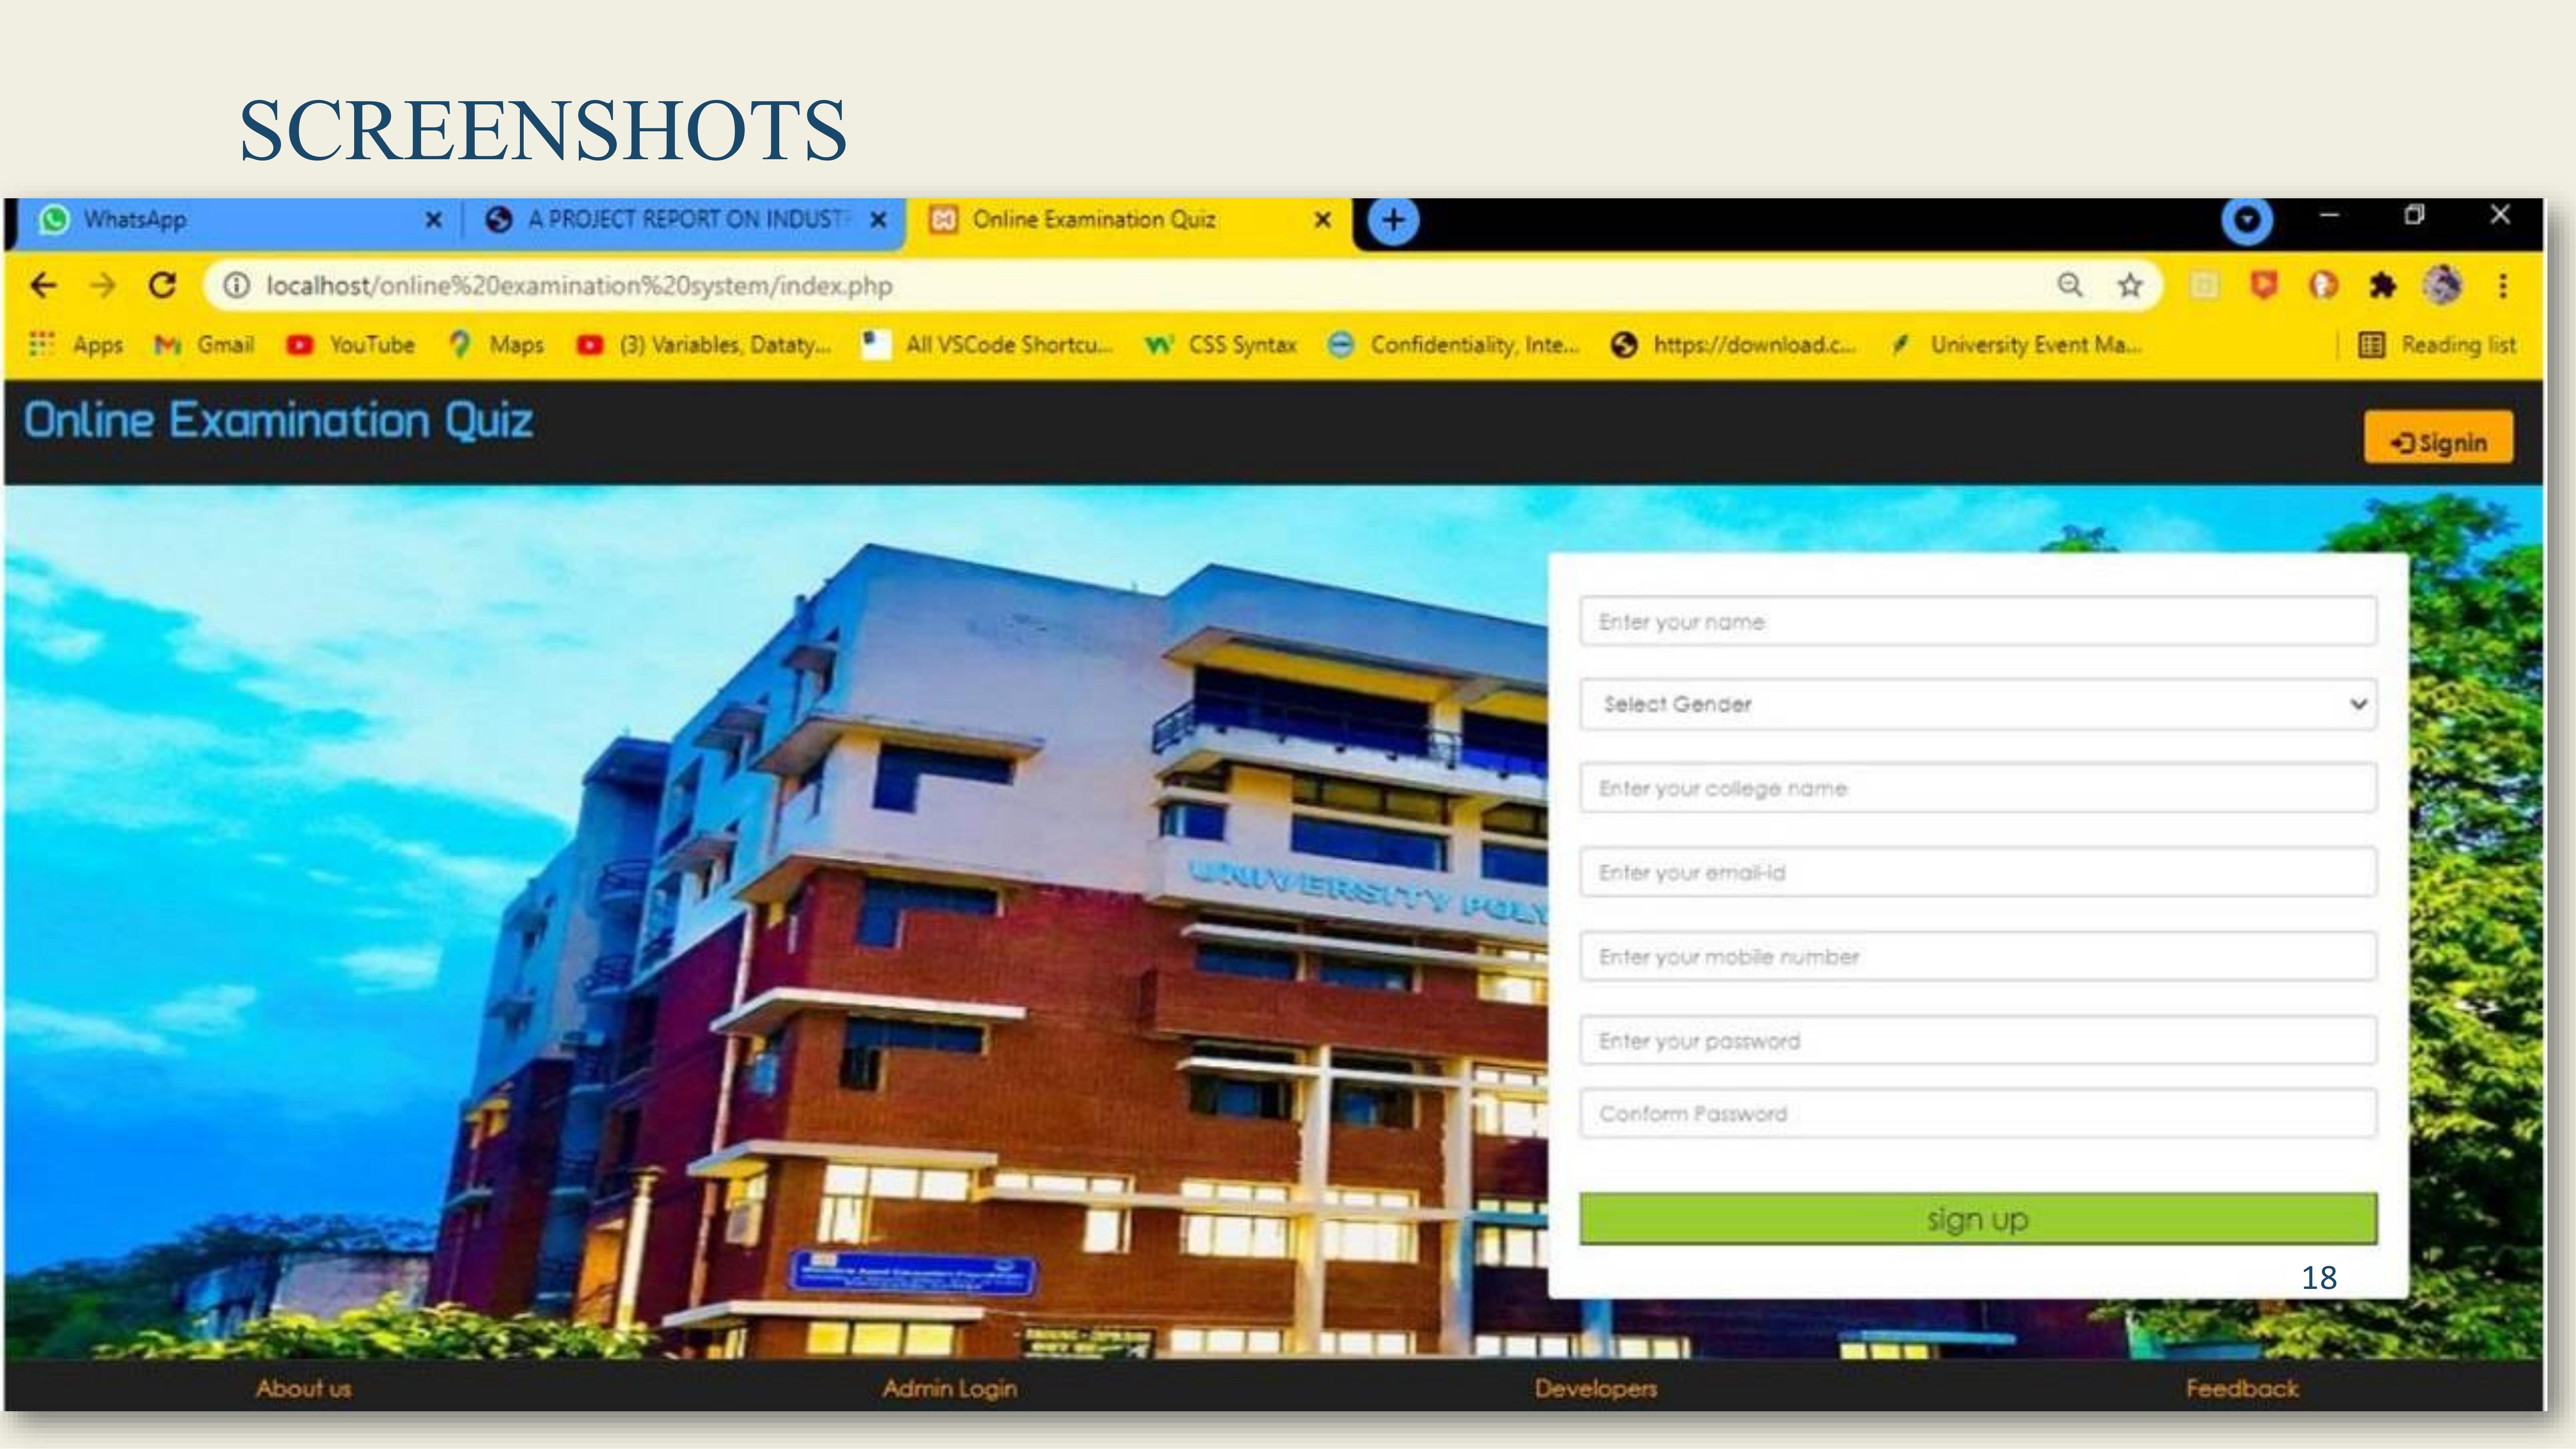 SCREENSHOTS
WhatsApp
A PROJECT REPORT ON INDUST
Online Examination Quiz
localhost/online%20examination%20system/index.php
Apps Gmail YouTube Maps (3) Variables, Dataty... All VSCode Shortcu... CSS Syntax Confidentiality, Inte... https://download.c... University Event Ma... Reading list
Online Examination Quiz
Signin
Enter your name
Select Gender
Enter your college name
UNIVERSITY POLY
Enter your email-id
Enter your mobile number
Enter your password
Conform Password
sign up
18
About us Admin Login Developers Feedback